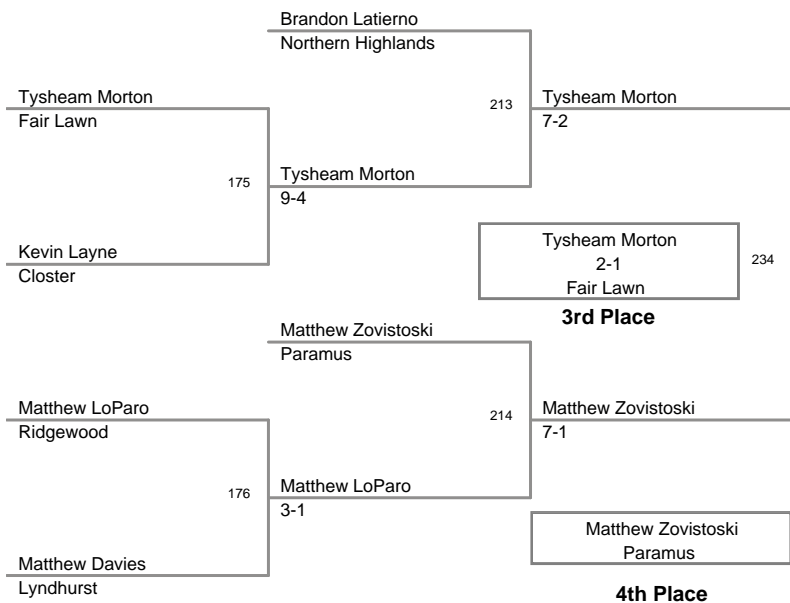 Brandon Latierno
Northern Highlands
Tysheam Morton
Fair Lawn
213
Tysheam Morton
7-2
175
Tysheam Morton
9-4
Kevin Layne
Closter
Tysheam Morton
2-1
Fair Lawn
234
3rd Place
Matthew Zovistoski
Paramus
Matthew LoParo
Ridgewood
214
Matthew Zovistoski
7-1
176
Matthew LoParo
3-1
Matthew Davies
Lyndhurst
Matthew Zovistoski
Paramus
4th Place